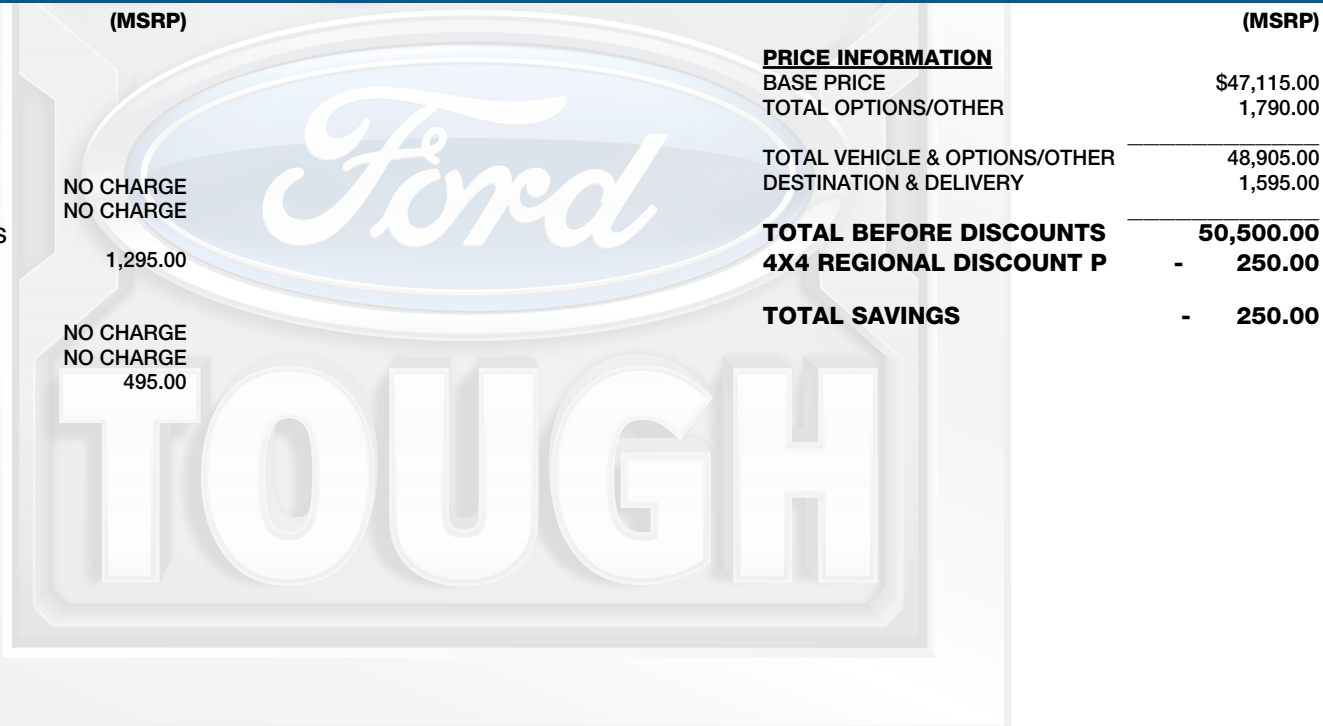 (MSRP)
NO CHARGE
NO CHARGE
S
1,295.00
NO CHARGE
NO CHARGE
495.00
Ford
TOUGH
(MSRP)
PRICE INFORMATION
BASE PRICE $47,115.00
TOTAL OPTIONS/OTHER 1,790.00
TOTAL VEHICLE & OPTIONS/OTHER 48,905.00
DESTINATION & DELIVERY 1,595.00
TOTAL BEFORE DISCOUNTS 50,500.00
4X4 REGIONAL DISCOUNT P - 250.00
TOTAL SAVINGS - 250.00